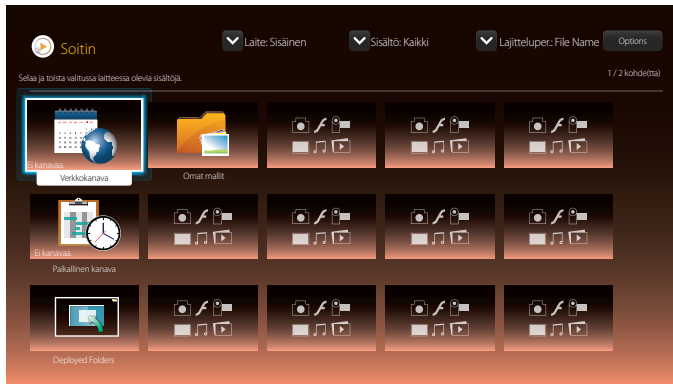 Soitin
Laite: Sisäinen
Sisältö: Kaikki
Lajitteluper.: File Name
Options
Selaa ja toista valitussa laitteessa olevia sisältöjä.
1 / 2 kohde(tta)
Ei kanavaa.
Verkkokanava
Omat mallit
Ei kanavaa.
Paikallinen kanava
Deployed Folders